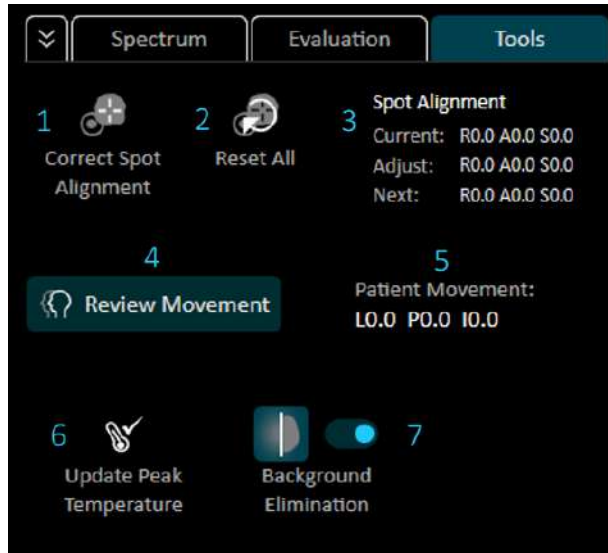 Spectrum
Evaluation
Tools
1
2
3
Correct Spot
Alignment
Reset All
Spot Alignment
Current: R0.0 A0.0 S0.0
Adjust: R0.0 A0.0 S0.0
Next: R0.0 A0.0 S0.0
4
Review Movement
5
Patient Movement:
L0.0 P0.0 I0.0
6
Update Peak
Temperature
7
Background
Elimination